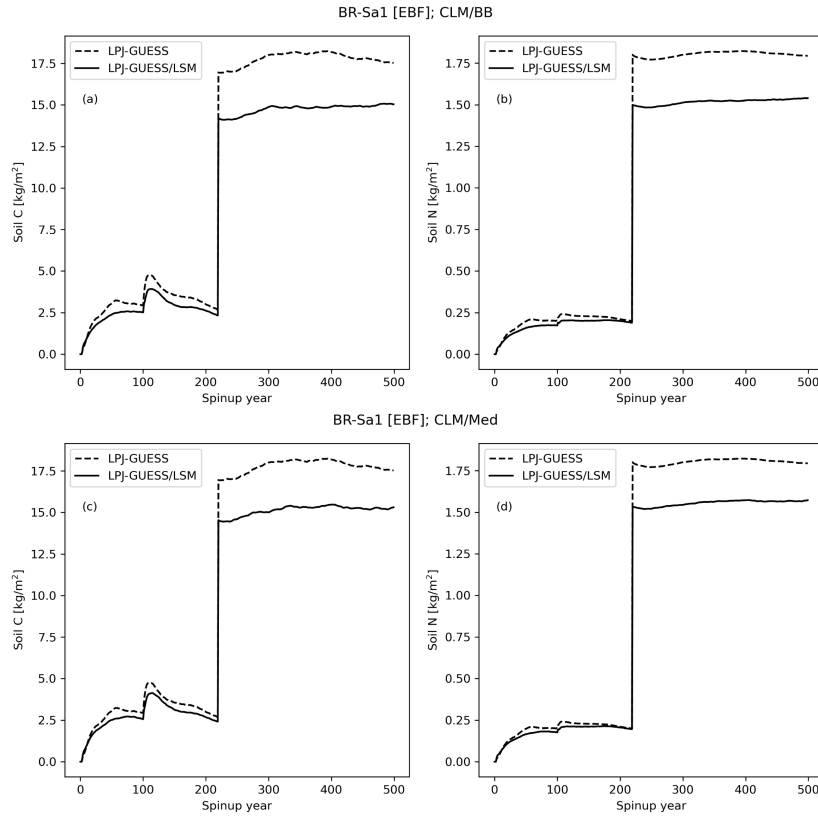 BR-Sa1 [EBF]; CLM/BB
LPJ-GUESS
LPJ-GUESS/LSM
(a)
17.5
15.0
12.5
10.0
7.5
5.0
2.5
0.0
Soil C [kg/m²]
0 100 200 300 400 500
Spinup year
LPJ-GUESS
LPJ-GUESS/LSM
(b)
1.75
1.50
1.25
1.00
0.75
0.50
0.25
0.00
Soil N [kg/m²]
0 100 200 300 400 500
Spinup year
BR-Sa1 [EBF]; CLM/Med
LPJ-GUESS
LPJ-GUESS/LSM
(c)
17.5
15.0
12.5
10.0
7.5
5.0
2.5
0.0
Soil C [kg/m²]
0 100 200 300 400 500
Spinup year
LPJ-GUESS
LPJ-GUESS/LSM
(d)
1.75
1.50
1.25
1.00
0.75
0.50
0.25
0.00
Soil N [kg/m²]
0 100 200 300 400 500
Spinup year